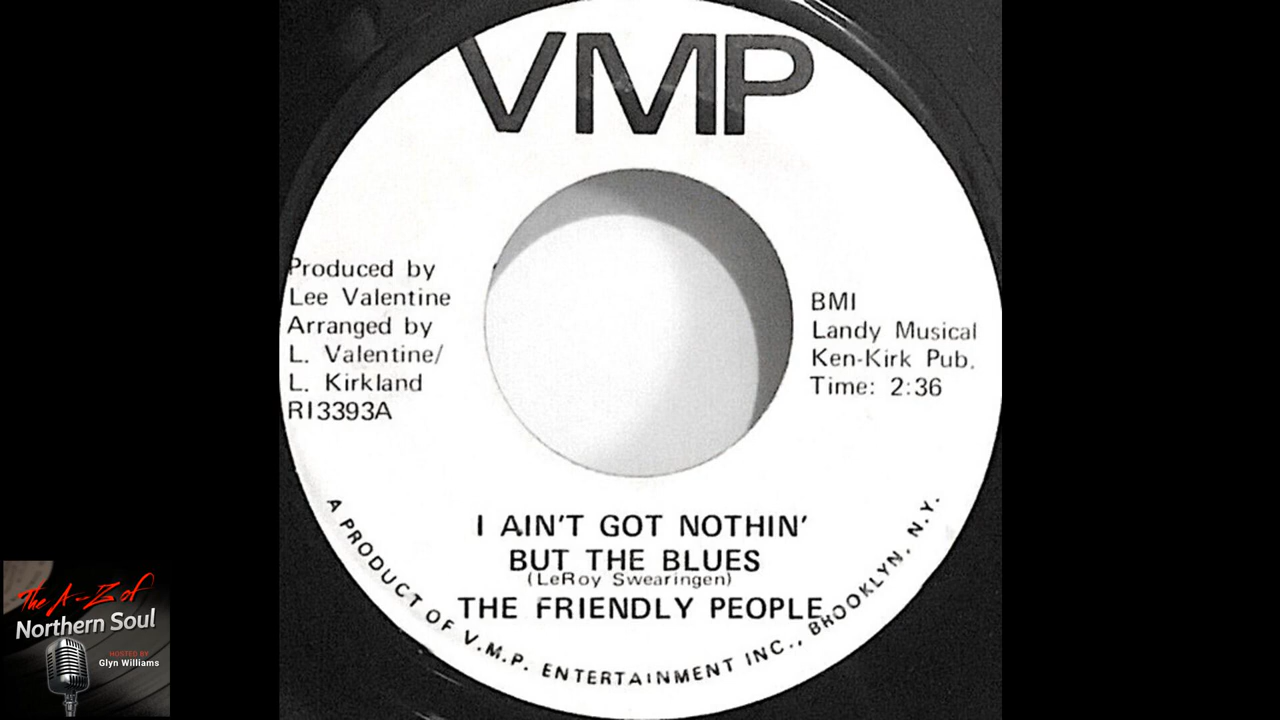 VMP
Produced by
Lee Valentine
Arranged by
L. Valentine/
L. Kirkland
RI3393A
BMI
Landy Musical
Ken-Kirk Pub.
Time: 2:36
I AIN'T GOT NOTHIN'
BUT THE BLUES
(LeRoy Swearingen)
THE FRIENDLY PEOPLE
A PRODUCT OF V.M.P. ENTERTAINMENT INC., BROOKLYN, N.Y.
The A-Z of
Northern Soul
HOSTED BY
Glyn Williams